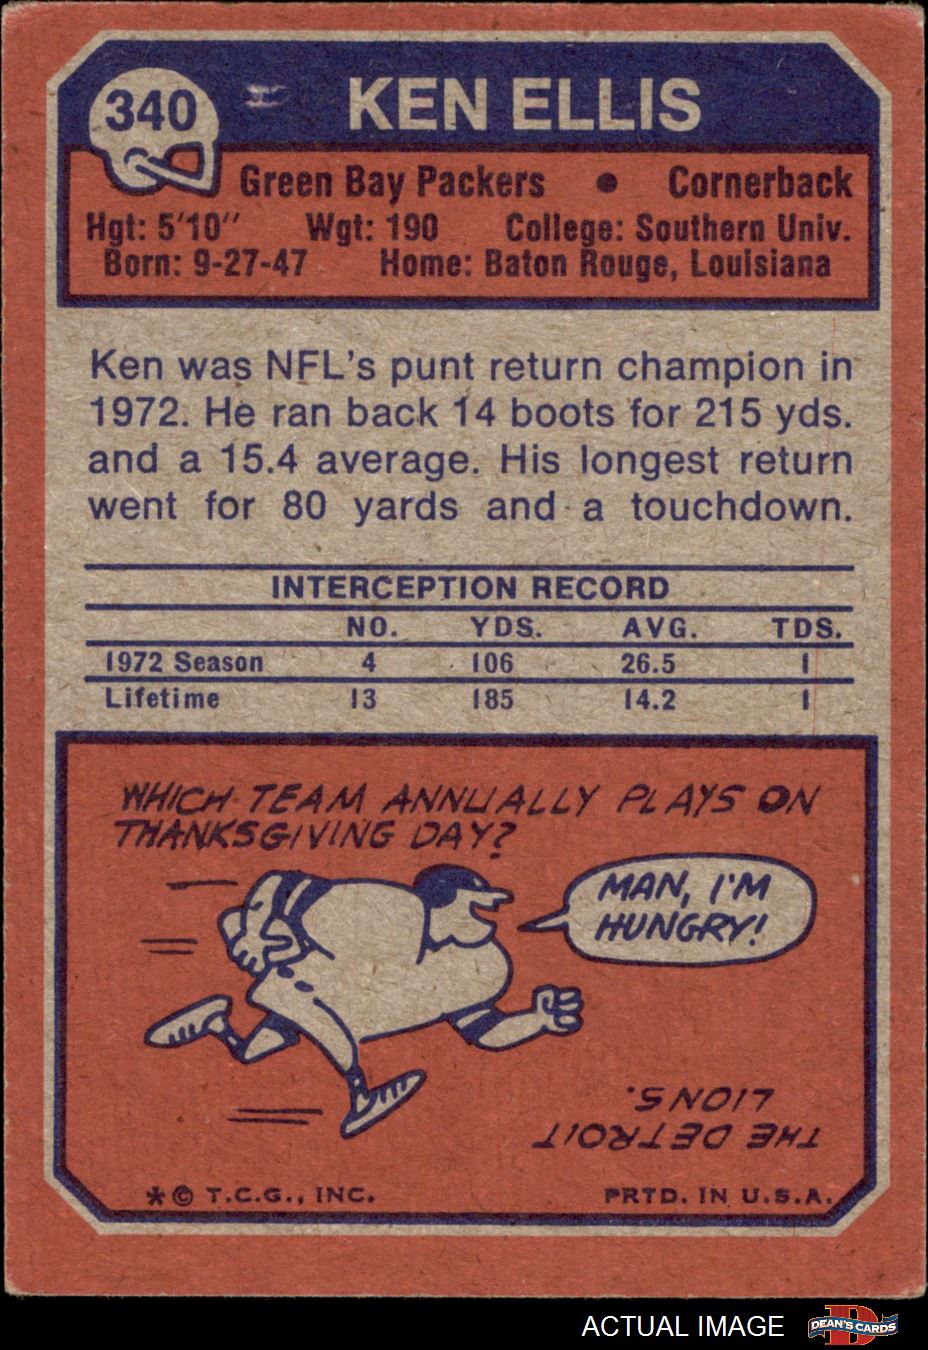 340
KEN ELLIS
Green Bay Packers • Cornerback
Hgt: 5'10'' Wgt: 190 College: Southern Univ.
Born: 9-27-47 Home: Baton Rouge, Louisiana
Ken was NFL's punt return champion in
1972. He ran back 14 boots for 215 yds.
and a 15.4 average. His longest return
went for 80 yards and a touchdown.
INTERCEPTION RECORD
NO. YDS. AVG. TDS.
1972 Season 4 106 26.5 1
Lifetime 13 185 14.2 1
WHICH TEAM ANNUALLY PLAYS ON
THANKSGIVING DAY?
MAN, I'M
HUNGRY!
THE DETROIT
LIONS.
*© T.C.G., INC. PRTD. IN U.S.A.
ACTUAL IMAGE
DEAN'S CARDS